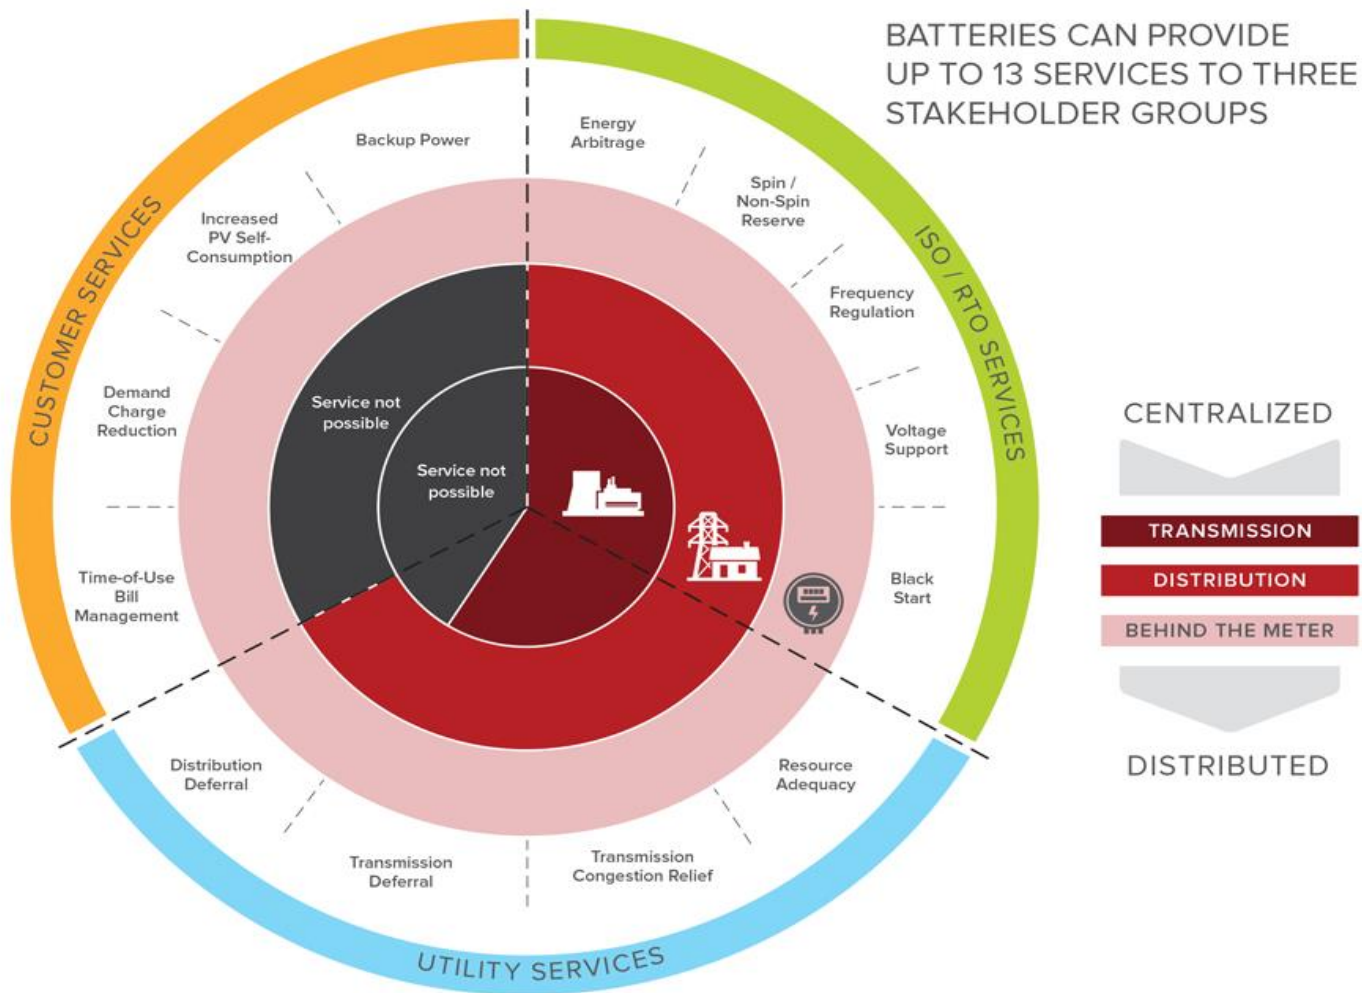 BATTERIES CAN PROVIDE
UP TO 13 SERVICES TO THREE
STAKEHOLDER GROUPS
CUSTOMER SERVICES
ISO / RTO SERVICES
UTILITY SERVICES
Backup Power
Increased
PV Self-
Consumption
Demand
Charge
Reduction
Time-of-Use
Bill
Management
Energy
Arbitrage
Spin /
Non-Spin
Reserve
Frequency
Regulation
Voltage
Support
Black
Start
Resource
Adequacy
Transmission
Congestion Relief
Transmission
Deferral
Distribution
Deferral
Service not
possible
Service not
possible
CENTRALIZED
TRANSMISSION
DISTRIBUTION
BEHIND THE METER
DISTRIBUTED